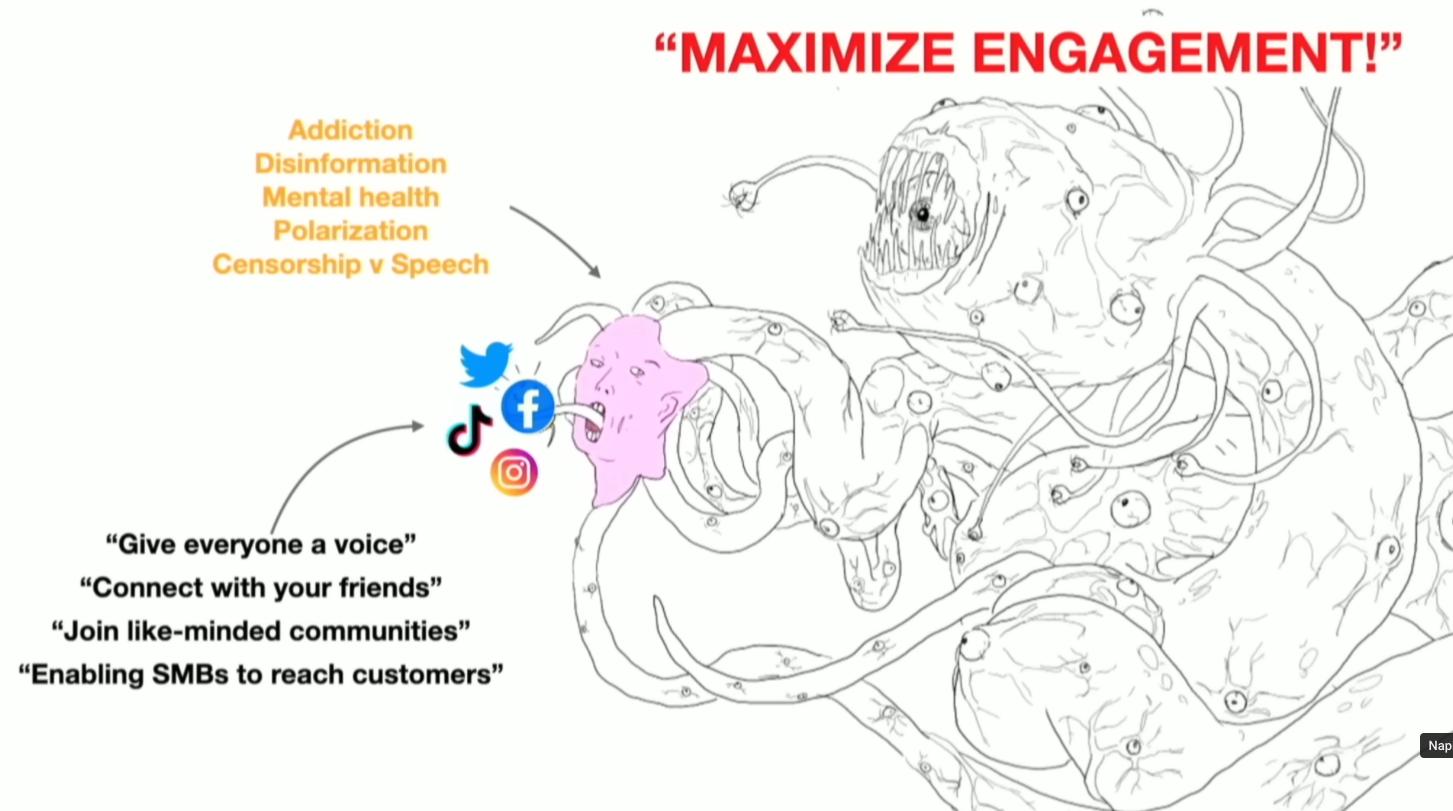 “MAXIMIZE ENGAGEMENT!”
Addiction
Disinformation
Mental health
Polarization
Censorship v Speech
“Give everyone a voice”
“Connect with your friends”
“Join like-minded communities”
“Enabling SMBs to reach customers”
Nap